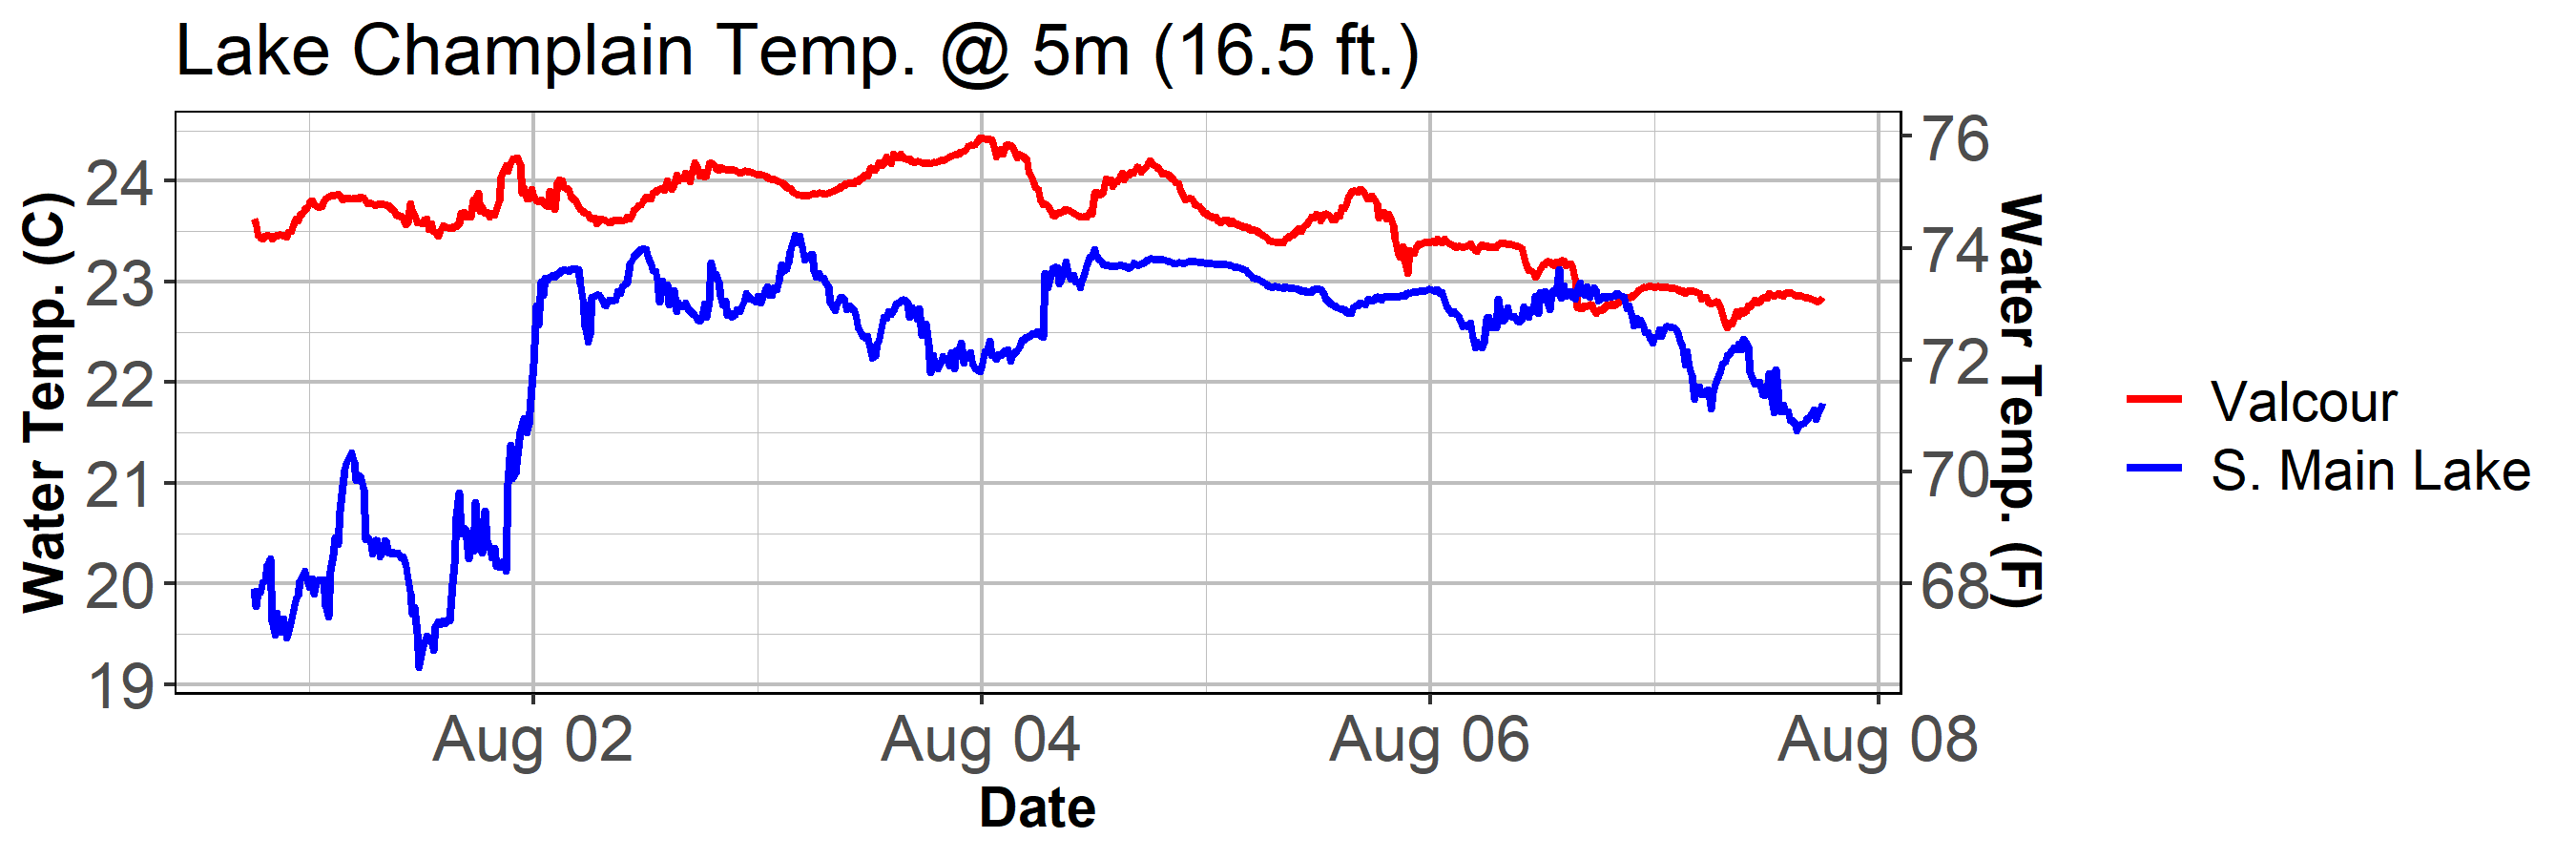 Lake Champlain Temp. @ 5m (16.5 ft.)
Water Temp. (C)
24
23
22
21
20
19
76
74
72
70
68
Water Temp. (F)
Aug 02
Aug 04
Aug 06
Aug 08
Date
Valcour
S. Main Lake